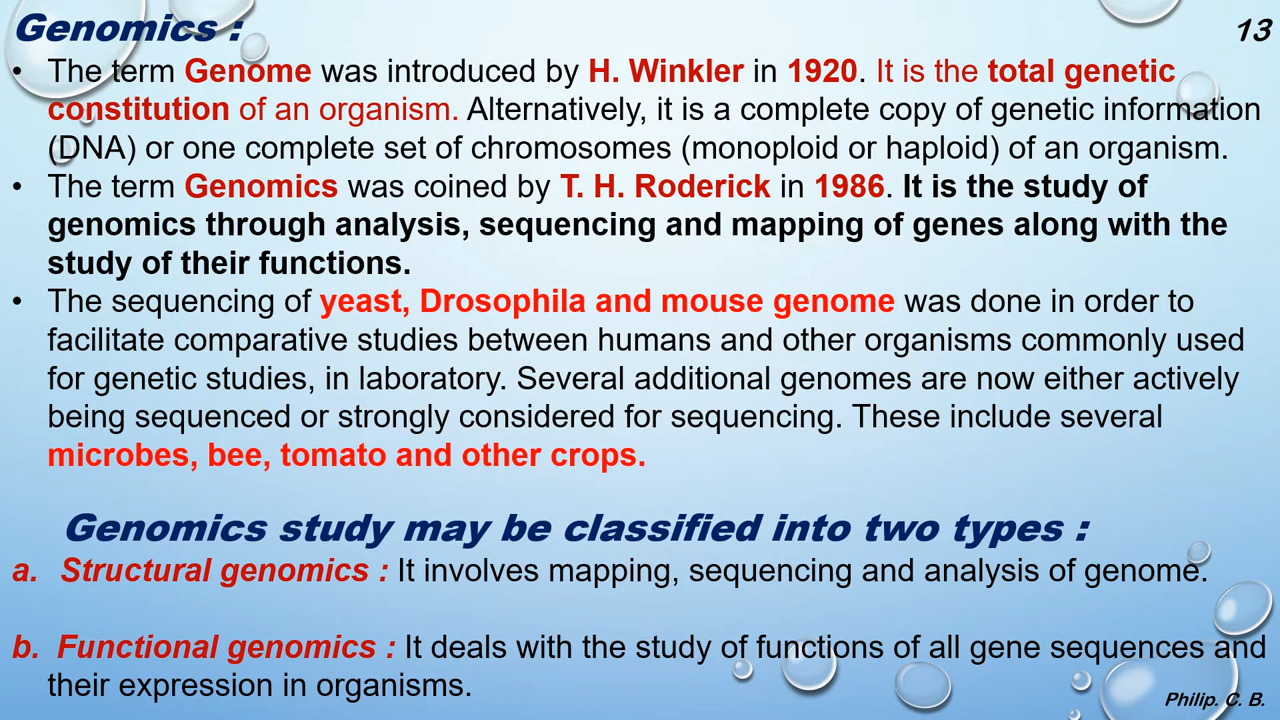 Genomics :
13
• The term Genome was introduced by H. Winkler in 1920. It is the total genetic
constitution of an organism. Alternatively, it is a complete copy of genetic information
(DNA) or one complete set of chromosomes (monoploid or haploid) of an organism.
• The term Genomics was coined by T. H. Roderick in 1986. It is the study of
genomics through analysis, sequencing and mapping of genes along with the
study of their functions.
• The sequencing of yeast, Drosophila and mouse genome was done in order to
facilitate comparative studies between humans and other organisms commonly used
for genetic studies, in laboratory. Several additional genomes are now either actively
being sequenced or strongly considered for sequencing. These include several
microbes, bee, tomato and other crops.
Genomics study may be classified into two types :
a. Structural genomics : It involves mapping, sequencing and analysis of genome.
b. Functional genomics : It deals with the study of functions of all gene sequences and
their expression in organisms.
Philip. C. B.